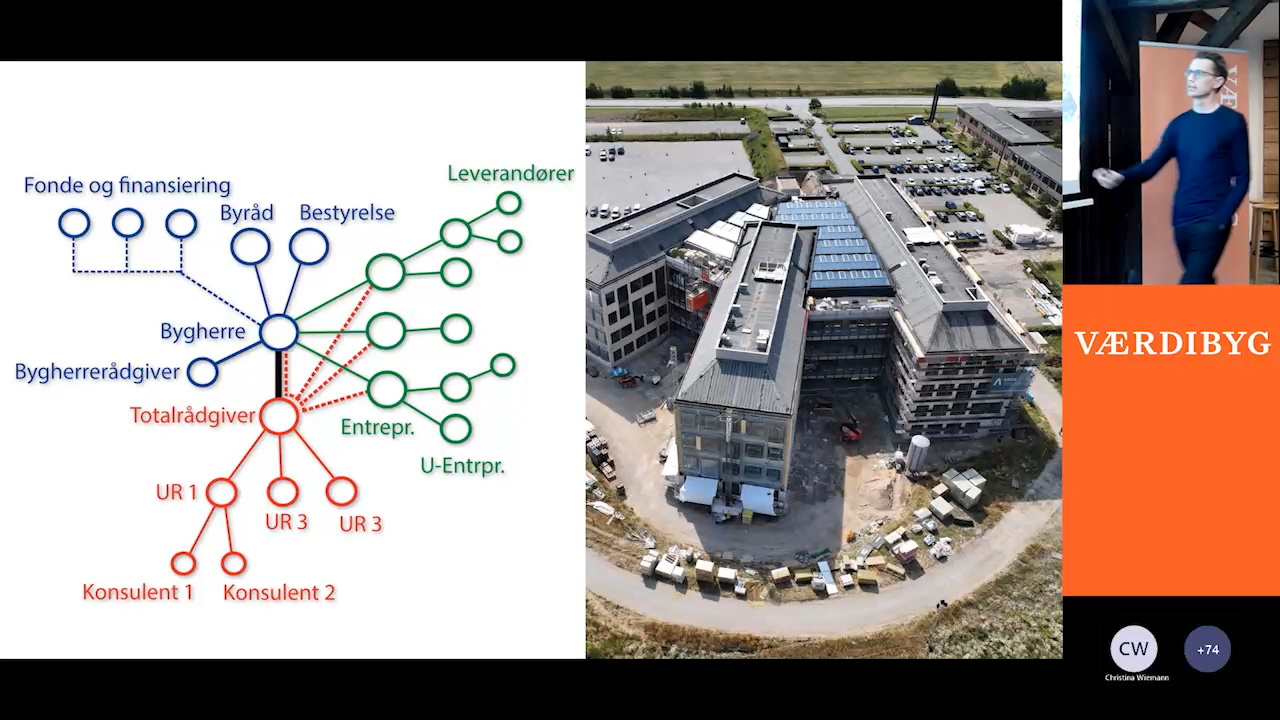 Fonde og finansiering
Byråd
Bestyrelse
Leverandører
Bygherre
Bygherrerådgiver
Totalrådgiver
Entrepr.
U-Entrpr.
UR 1
UR 3
UR 3
Konsulent 1
Konsulent 2
VÆ
VÆRDIBYG
CW
+74
Christina Wiemann